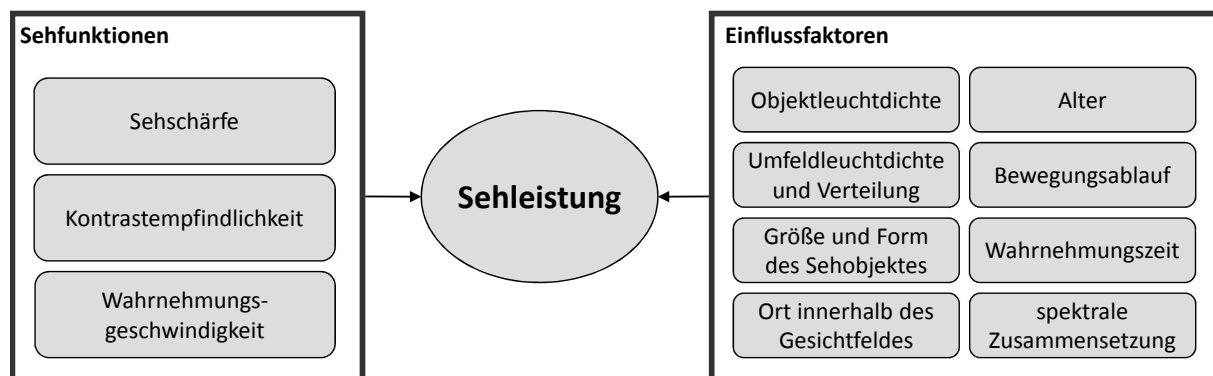 Sehfunktionen
Sehschärfe
Kontrastempfindlichkeit
Wahrnehmungs-
geschwindigkeit
Sehleistung
Einflussfaktoren
Objektleuchtdichte
Alter
Umfeldleuchtdichte
und Verteilung
Bewegungsablauf
Größe und Form
des Sehobjektes
Wahrnehmungszeit
Ort innerhalb des
Gesichtfeldes
spektrale
Zusammensetzung